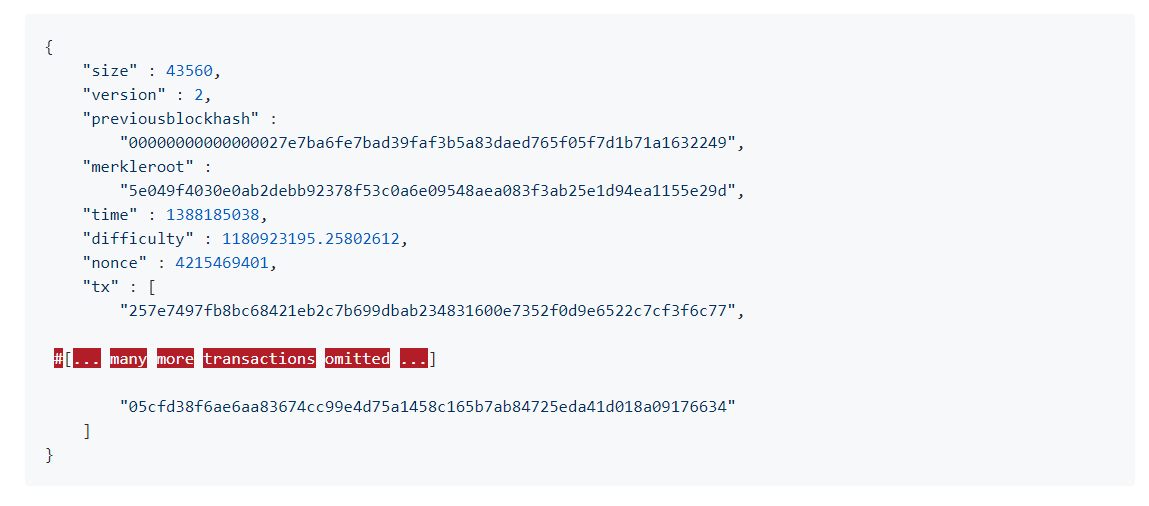 {
    "size" : 43560,
    "version" : 2,
    "previousblockhash" :
        "00000000000000027e7ba6fe7bad39faf3b5a83daed765f05f7d1b71a1632249",
    "merkleroot" :
        "5e049f4030e0ab2debb92378f53c0a6e09548aea083f3ab25e1d94ea1155e29d",
    "time" : 1388185038,
    "difficulty" : 1180923195.25802612,
    "nonce" : 4215469401,
    "tx" : [
        "257e7497fb8bc68421eb2c7b699dbab234831600e7352f0d9e6522c7cf3f6c77",
 #[... many more transactions omitted ...]
        "05cfd38f6ae6aa83674cc99e4d75a1458c165b7ab84725eda41d018a09176634"
    ]
}